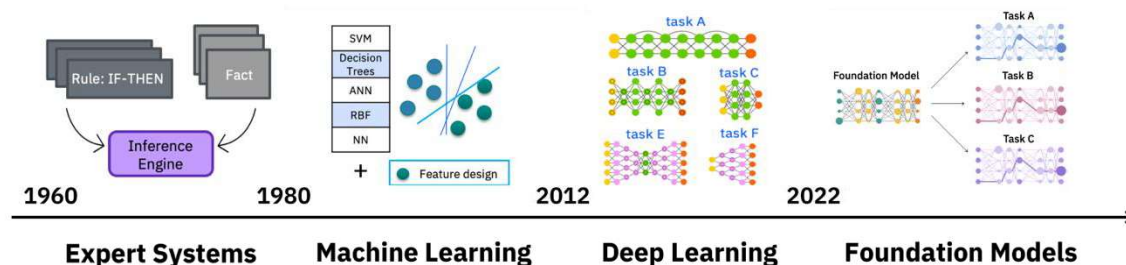 Rule: IF-THEN
Fact
Inference
Engine
SVM
Decision
Trees
ANN
RBF
NN
+
Feature design
task A
task B
task C
task E
task F
Foundation Model
Task A
Task B
Task C
1960
1980
2012
2022
Expert Systems
Machine Learning
Deep Learning
Foundation Models